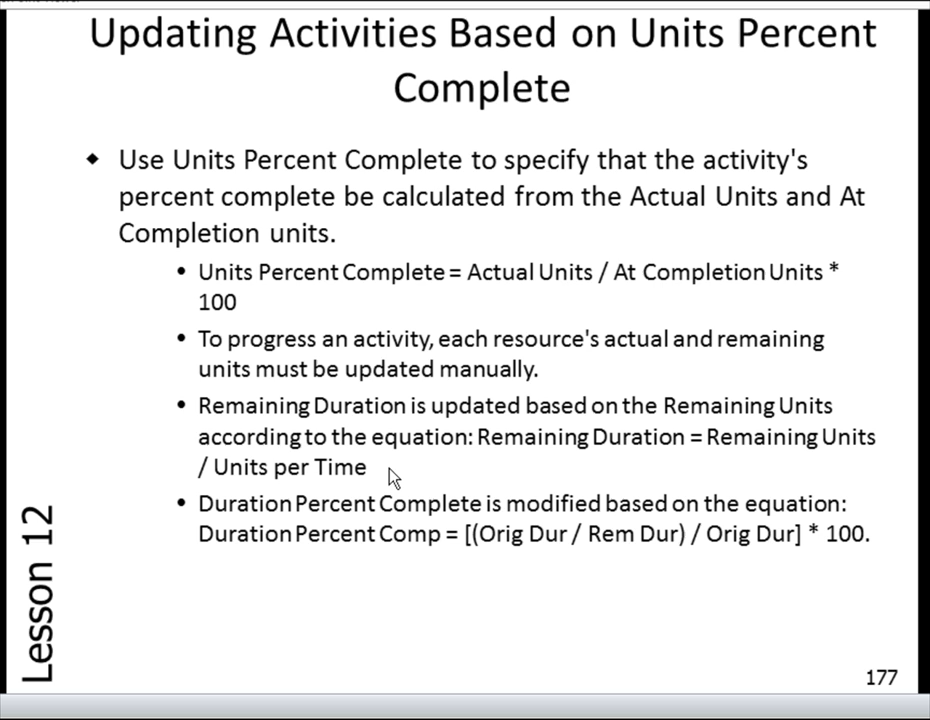 Updating Activities Based on Units Percent
Complete
Use Units Percent Complete to specify that the activity's
percent complete be calculated from the Actual Units and At
Completion units.
Units Percent Complete = Actual Units / At Completion Units *
100
To progress an activity, each resource's actual and remaining
units must be updated manually.
Remaining Duration is updated based on the Remaining Units
according to the equation: Remaining Duration = Remaining Units
/ Units per Time
Duration Percent Complete is modified based on the equation:
Duration Percent Comp = [(Orig Dur / Rem Dur) / Orig Dur] * 100.
Lesson 12
177